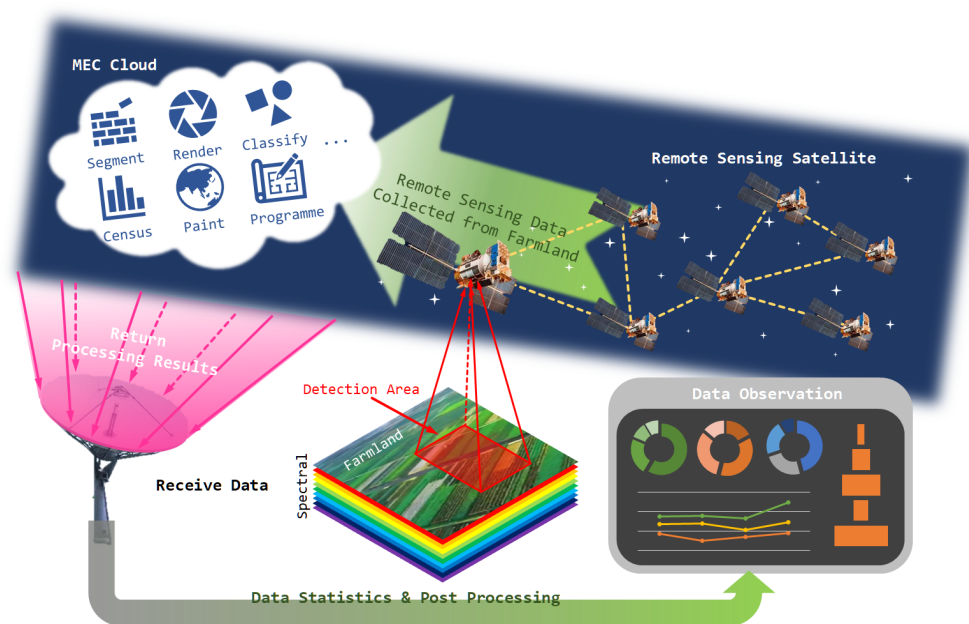 MEC Cloud
Segment
Render
Classify
...
Census
Paint
Programme
Remote Sensing Data
Collected from Farmland
Remote Sensing Satellite
Return
Processing Results
Detection Area
Farmland
Spectral
Receive Data
Data Observation
Data Statistics & Post Processing